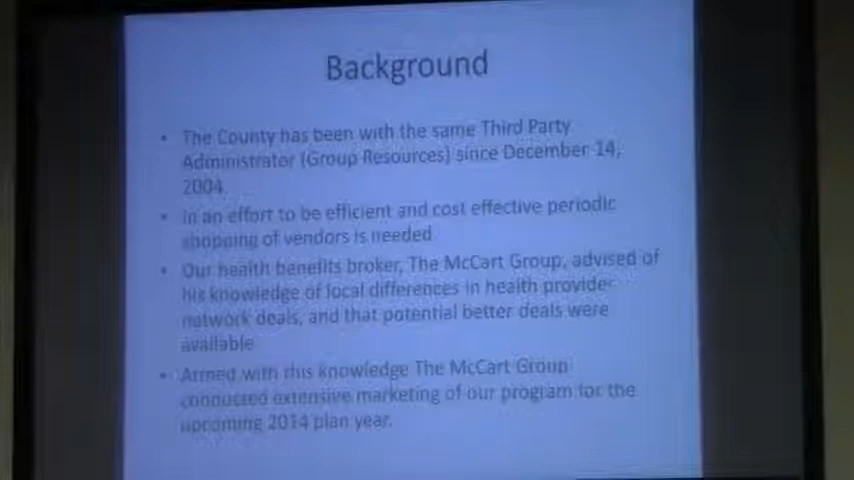 Background
• The County has been with the same Third Party
Administrator (Group Resources) since December 14,
2004.
• In an effort to be efficient and cost effective periodic
shopping of vendors is needed
• Our health benefits broker, The McCart Group, advised of
his knowledge of local differences in health provider
network deals, and that potential better deals were
available
• Armed with this knowledge The McCart Group
conducted extensive marketing of our program for the
upcoming 2014 plan year.